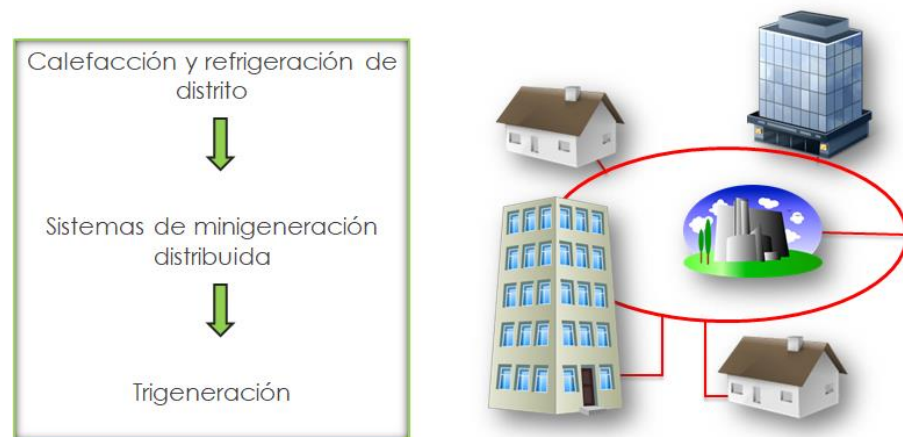 Calefacción y refrigeración de
distrito
Sistemas de minigeneración
distribuida
Trigeneración